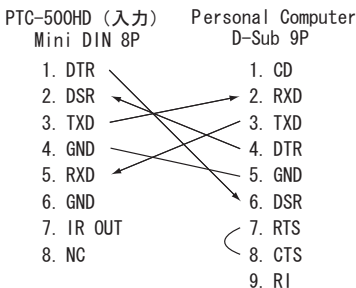 PTC-500HD (入力)
Mini DIN 8P
1. DTR
2. DSR
3. TXD
4. GND
5. RXD
6. GND
7. IR OUT
8. NC
Personal Computer
D-Sub 9P
1. CD
2. RXD
3. TXD
4. DTR
5. GND
6. DSR
7. RTS
8. CTS
9. RI